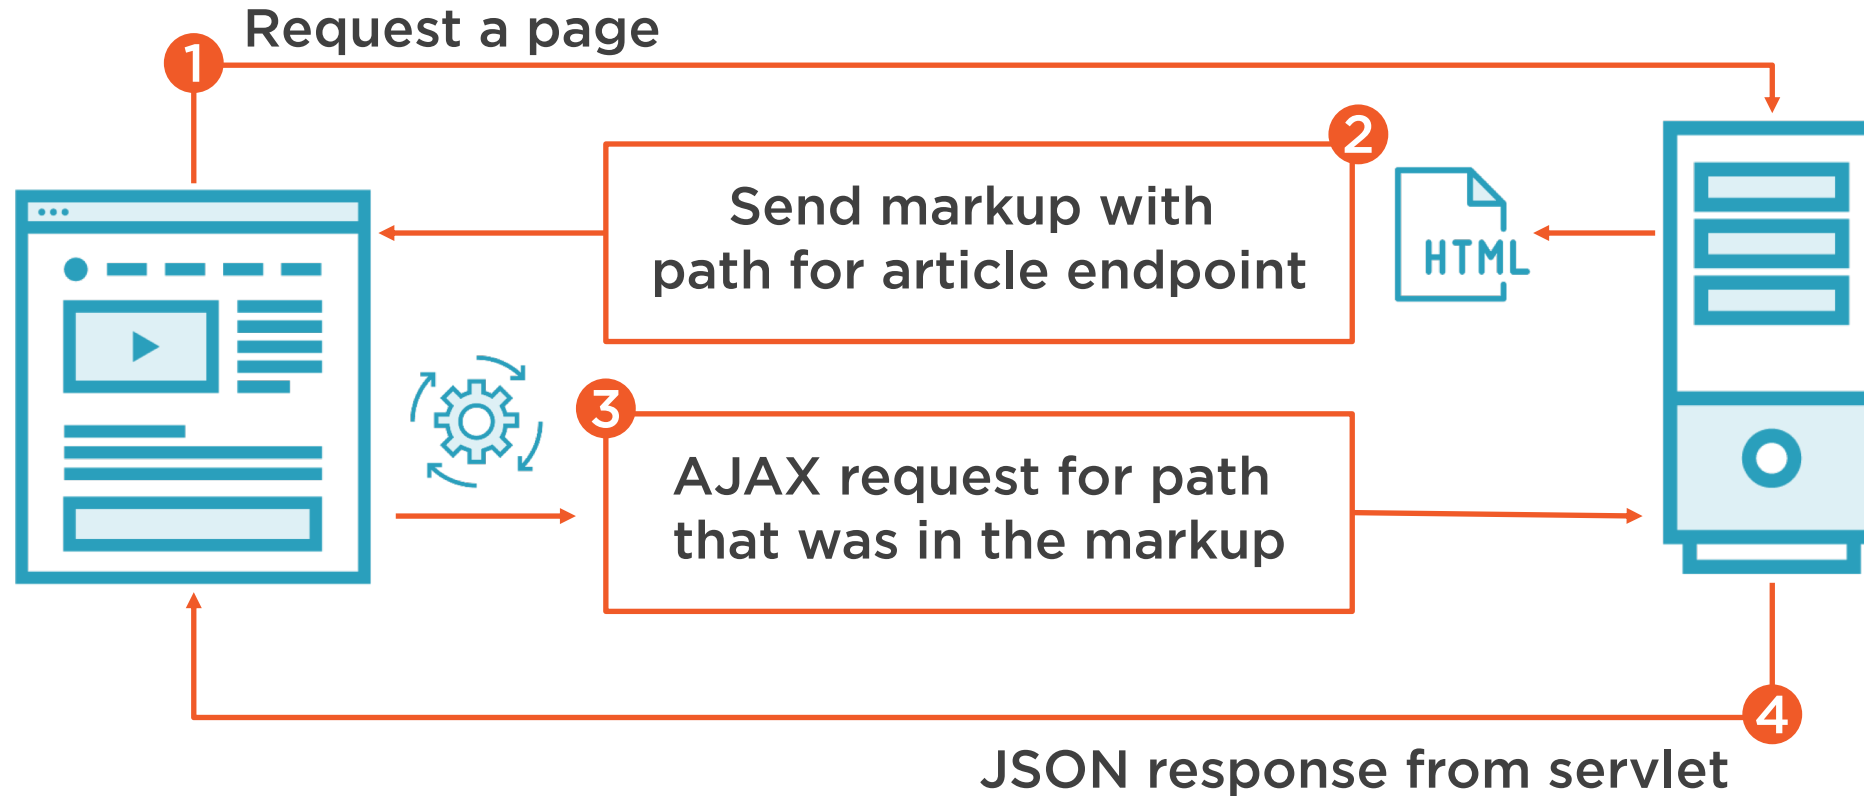 Request a page
1
2
Send markup with
path for article endpoint
HTML
3
AJAX request for path
that was in the markup
4
JSON response from servlet